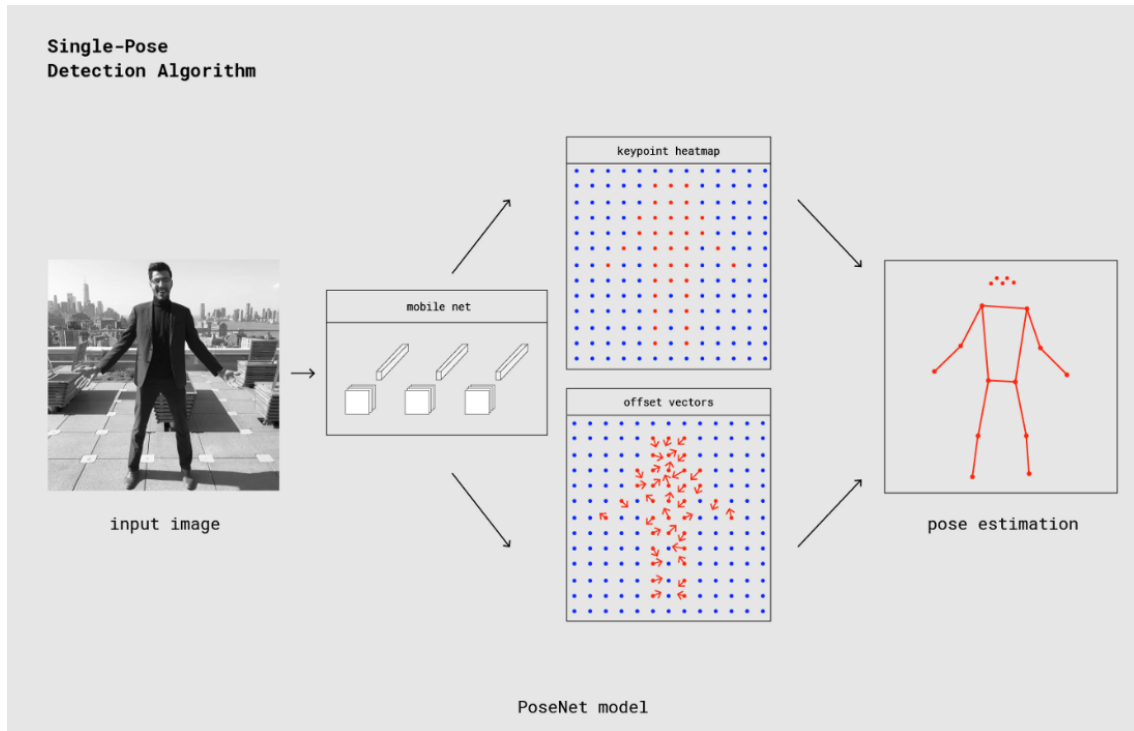 Single-Pose
Detection Algorithm
keypoint heatmap
mobile net
offset vectors
input image
pose estimation
PoseNet model